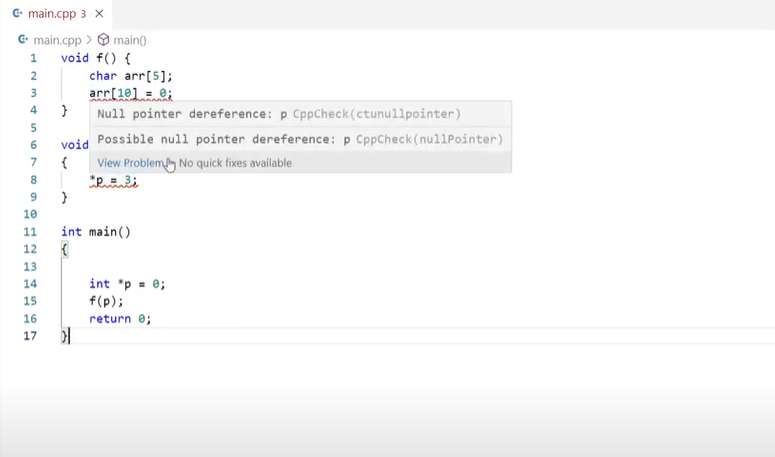 main.cpp 3 ×
main.cpp > main()
1 void f() {
2 char arr[5];
3 arr[10] = 0;
4 }
Null pointer dereference: p CppCheck(ctunullpointer)
5
Possible null pointer dereference: p CppCheck(nullPointer)
6 void
View Problem No quick fixes available
7 {
8 *p = 3;
9 }
10
11 int main()
12 {
13
14 int *p = 0;
15 f(p);
16 return 0;
17 }